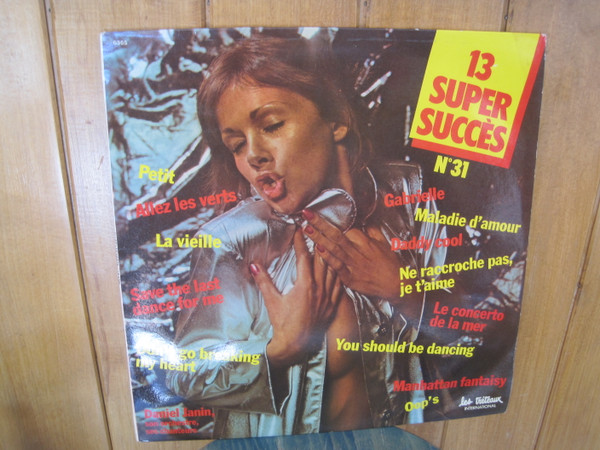 13
SUPER
SUCCÈS
N°31
Petit
Allez les verts
La vieille
Save the last
dance for me
Don't go breaking
my heart
Daniel Janin,
Gabrielle
Maladie d'amour
Daddy cool
Ne raccroche pas,
je t'aime
Le concerto
de la mer
You should be dancing
Manhattan fantaisy
Oop's
les Tréteaux
INTERNATIONAL